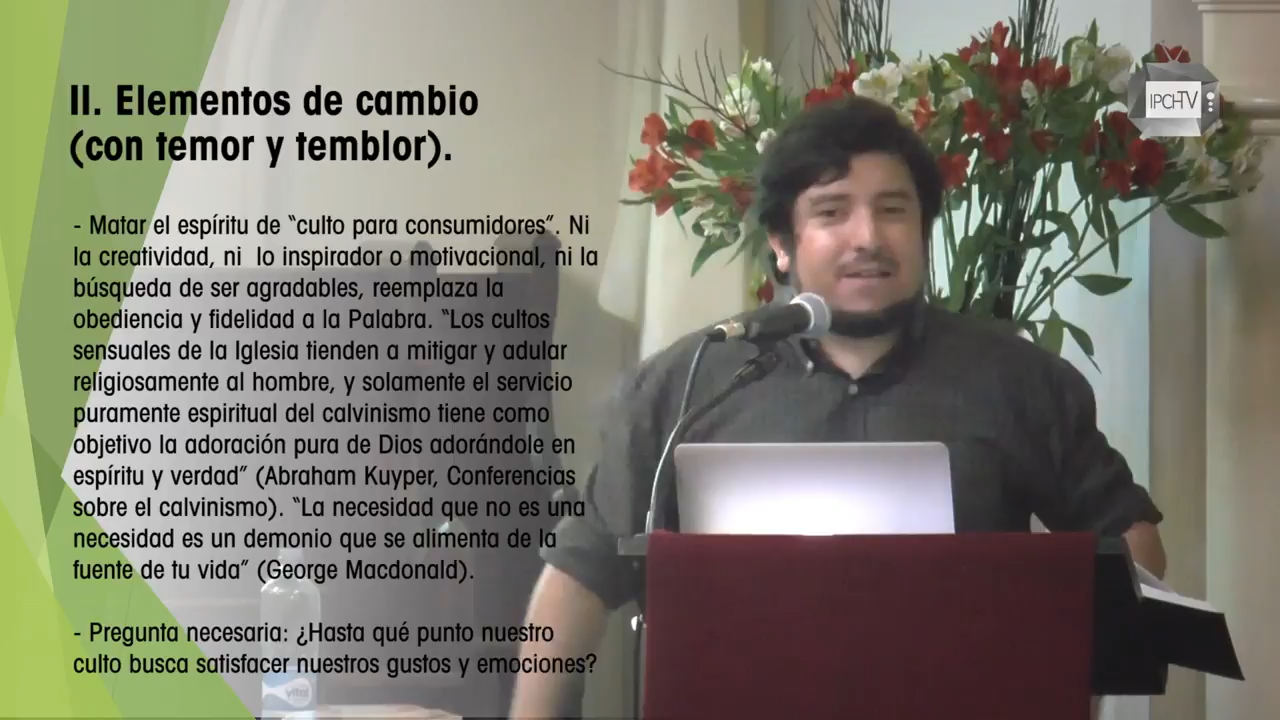 II. Elementos de cambio
(con temor y temblor).
- Matar el espíritu de “culto para consumidores”. Ni
la creatividad, ni  lo inspirador o motivacional, ni la
búsqueda de ser agradables, reemplaza la
obediencia y fidelidad a la Palabra. “Los cultos
sensuales de la Iglesia tienden a mitigar y adular
religiosamente al hombre, y solamente el servicio
puramente espiritual del calvinismo tiene como
objetivo la adoración pura de Dios adorándole en
espíritu y verdad” (Abraham Kuyper, Conferencias
sobre el calvinismo). “La necesidad que no es una
necesidad es un demonio que se alimenta de la
fuente de tu vida” (George Macdonald).
- Pregunta necesaria: ¿Hasta qué punto nuestro
culto busca satisfacer nuestros gustos y emociones?
IPCHTV
vital